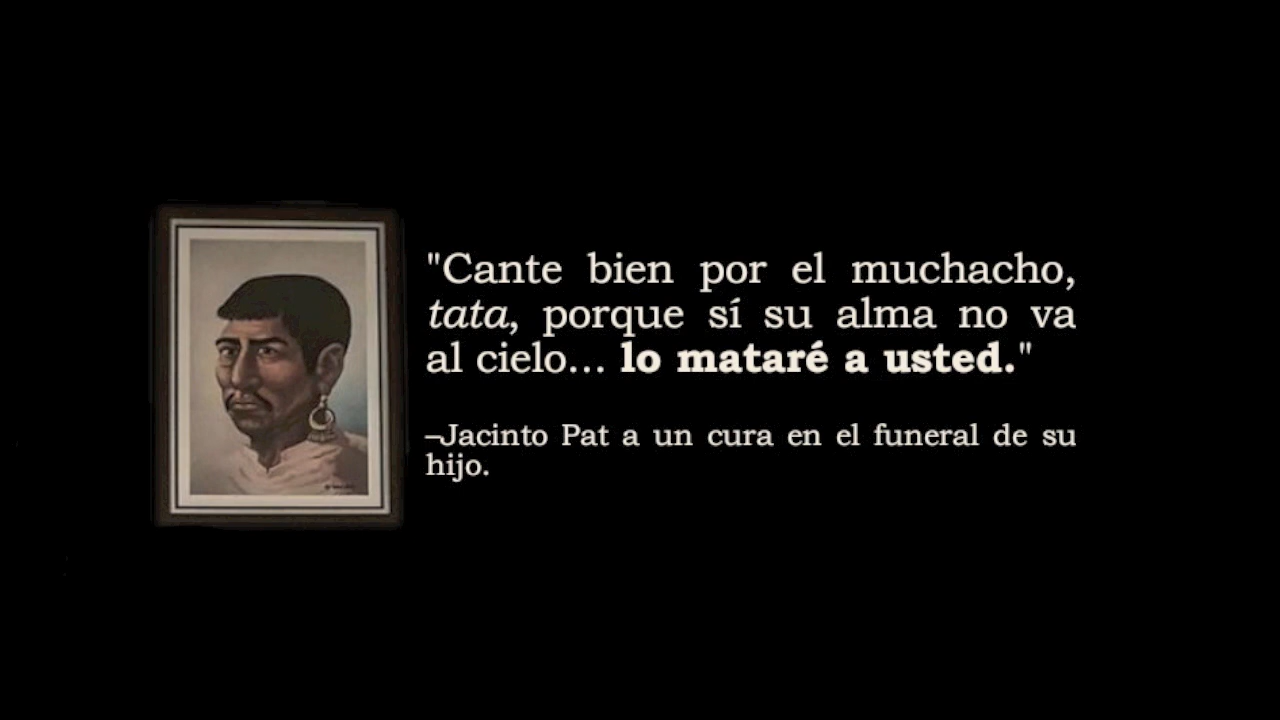 "Cante bien por el muchacho,
tata, porque sí su alma no va
al cielo... lo mataré a usted."
–Jacinto Pat a un cura en el funeral de su
hijo.